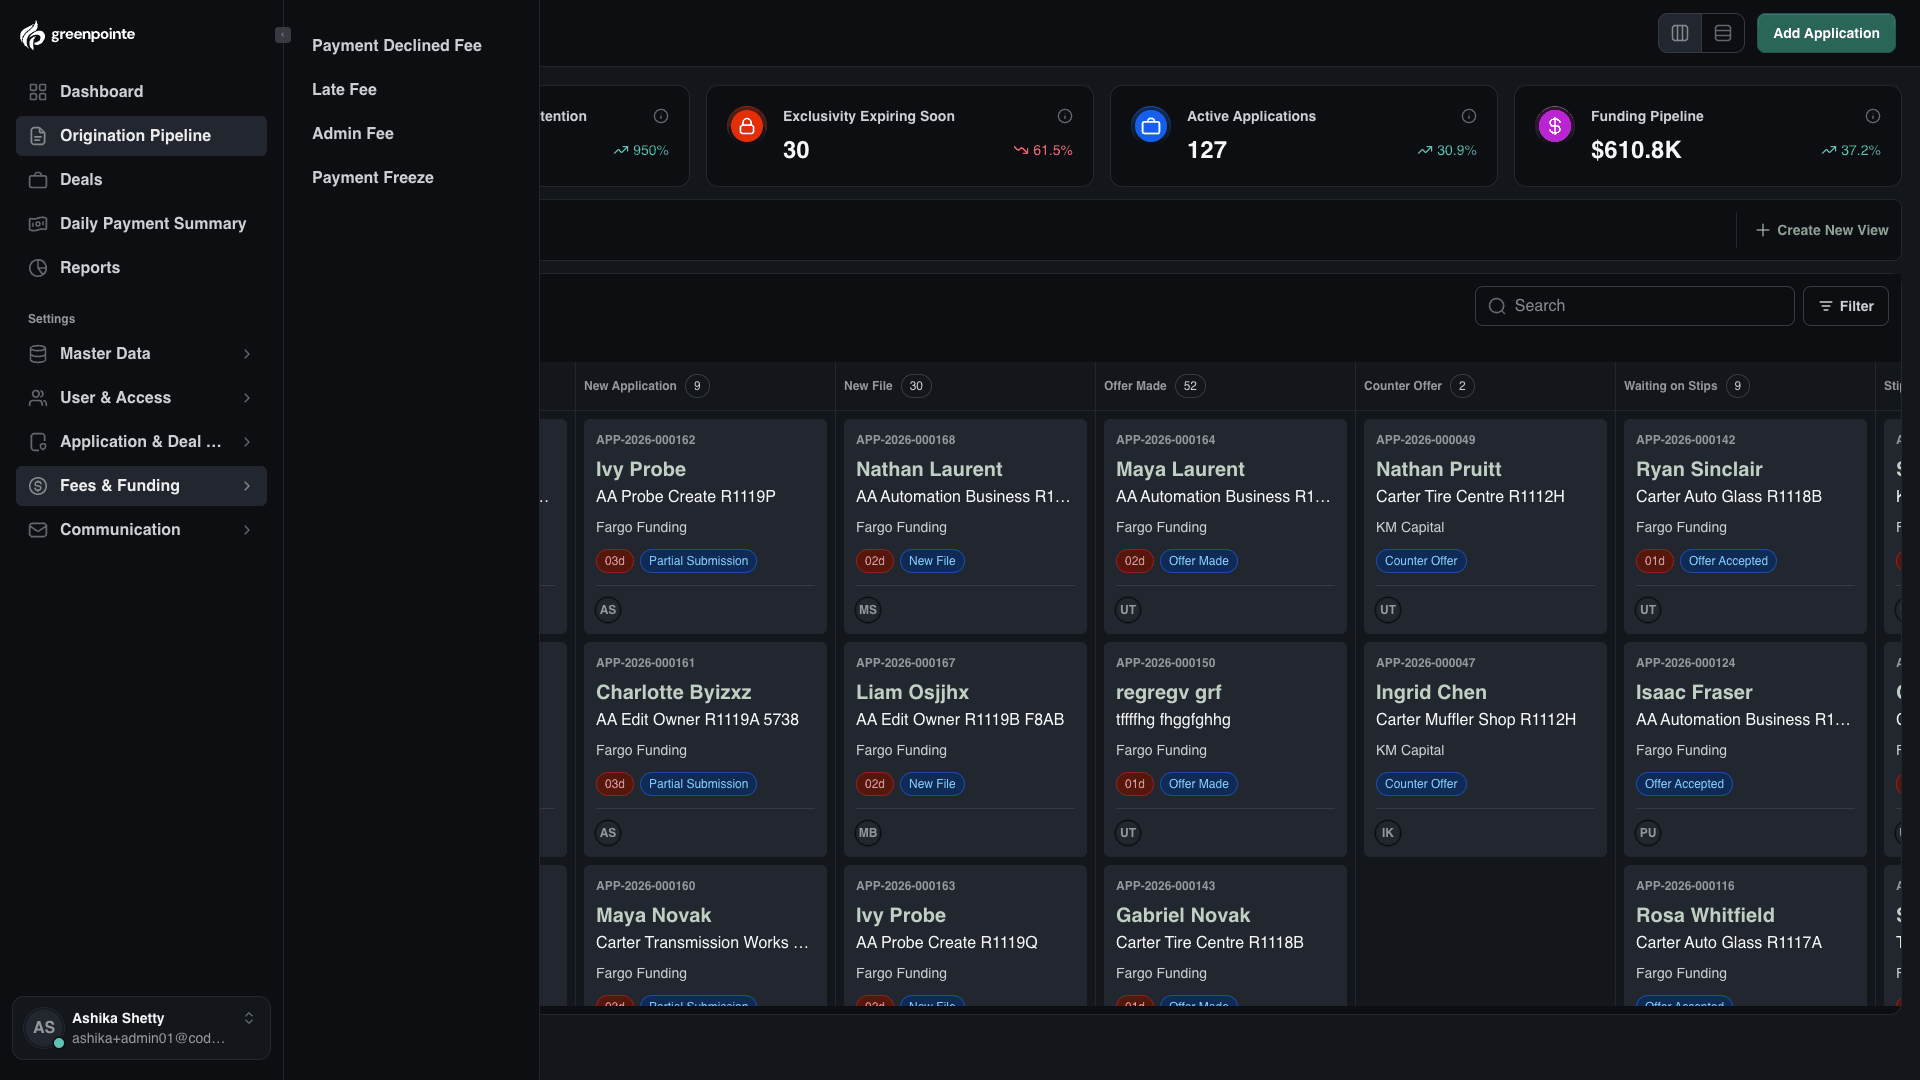 greenpointe
Dashboard
Origination Pipeline
Deals
Daily Payment Summary
Reports
Settings
Master Data
User & Access
Application & Deal ...
Fees & Funding
Communication
AS
Ashika Shetty
ashika+admin01@cod...
Payment Declined Fee
Late Fee
Admin Fee
Payment Freeze
Add Application
tention
950%
Exclusivity Expiring Soon
30
61.5%
Active Applications
127
30.9%
Funding Pipeline
$610.8K
37.2%
Create New View
Search
Filter
New Application 9
APP-2026-000162
Ivy Probe
AA Probe Create R1119P
Fargo Funding
03d Partial Submission
AS
APP-2026-000161
Charlotte Byizxz
AA Edit Owner R1119A 5738
Fargo Funding
03d Partial Submission
AS
APP-2026-000160
Maya Novak
Carter Transmission Works ...
Fargo Funding
03d Partial Submission
New File 30
APP-2026-000168
Nathan Laurent
AA Automation Business R1...
Fargo Funding
02d New File
MS
APP-2026-000167
Liam Osjjhx
AA Edit Owner R1119B F8AB
Fargo Funding
02d New File
MB
APP-2026-000163
Ivy Probe
AA Probe Create R1119Q
Fargo Funding
New File
Offer Made 52
APP-2026-000164
Maya Laurent
AA Automation Business R1...
Fargo Funding
02d Offer Made
UT
APP-2026-000150
regregv grf
tfffffhg fhggfghhg
Fargo Funding
01d Offer Made
UT
APP-2026-000143
Gabriel Novak
Carter Tire Centre R1118B
Fargo Funding
01d Offer Made
Counter Offer 2
APP-2026-000049
Nathan Pruitt
Carter Tire Centre R1112H
KM Capital
Counter Offer
UT
APP-2026-000047
Ingrid Chen
Carter Muffler Shop R1112H
KM Capital
Counter Offer
IK
Waiting on Stips 9
APP-2026-000142
Ryan Sinclair
Carter Auto Glass R1118B
Fargo Funding
01d Offer Accepted
UT
APP-2026-000124
Isaac Fraser
AA Automation Business R1...
Fargo Funding
Offer Accepted
PU
APP-2026-000116
Rosa Whitfield
Carter Auto Glass R1117A
Fargo Funding
Offer Accepted